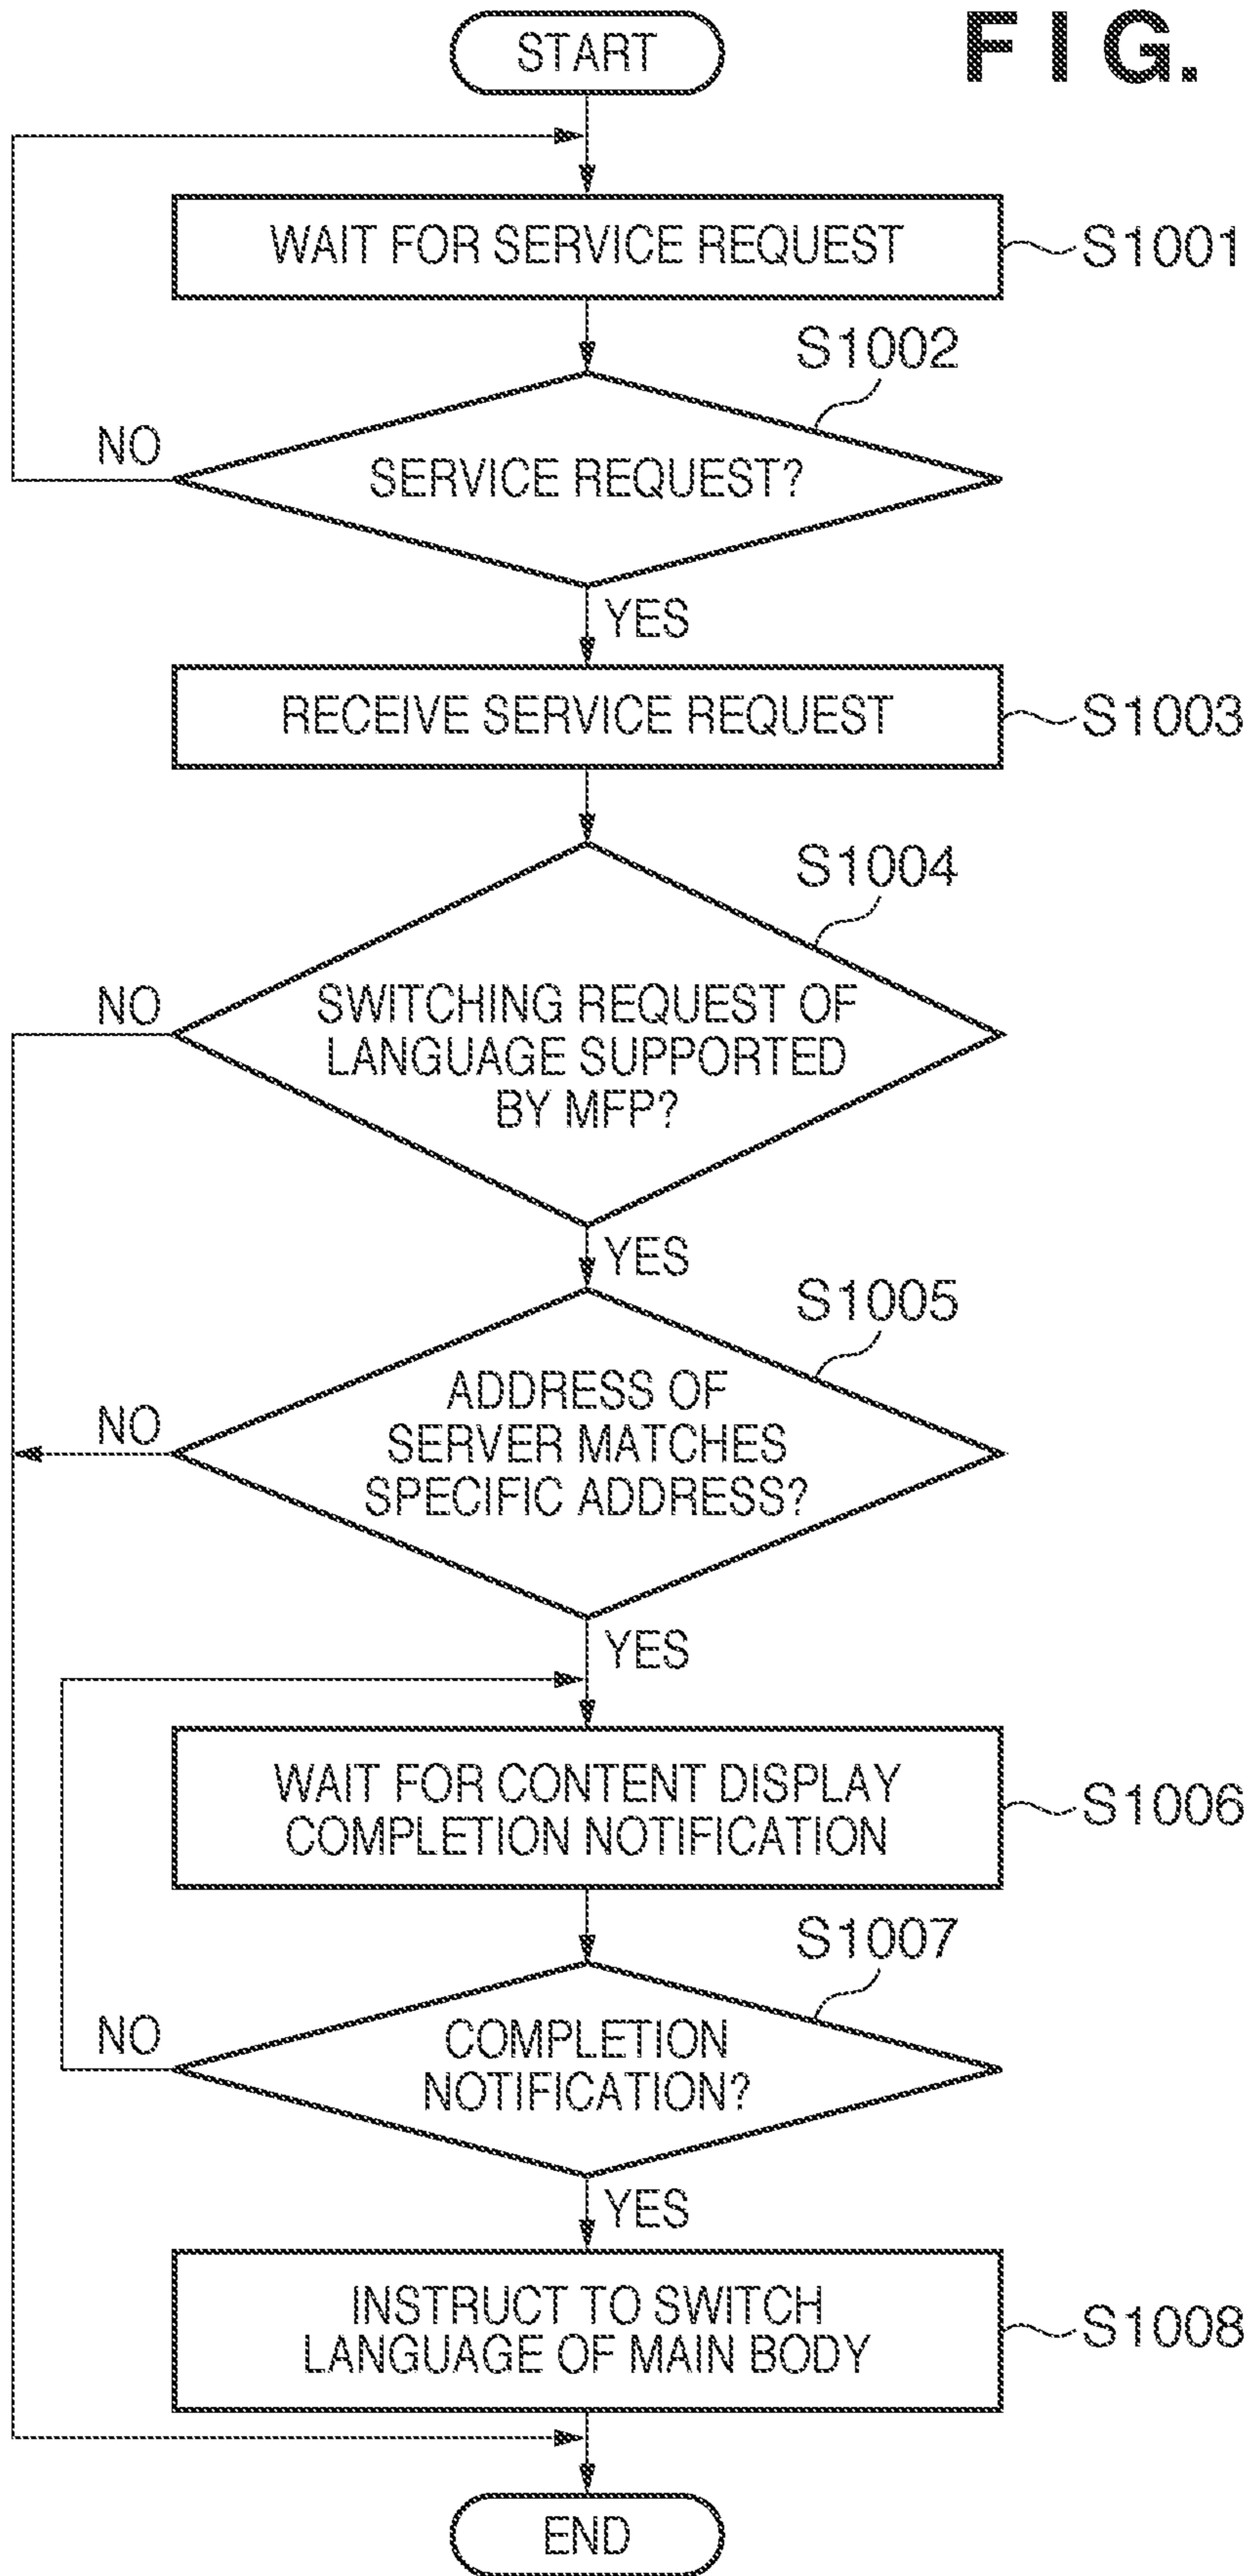 START
FIG.
WAIT FOR SERVICE REQUEST
S1001
S1002
NO
SERVICE REQUEST?
YES
RECEIVE SERVICE REQUEST
S1003
S1004
NO
SWITCHING REQUEST OF
LANGUAGE SUPPORTED
BY MFP?
YES
S1005
NO
ADDRESS OF
SERVER MATCHES
SPECIFIC ADDRESS?
YES
WAIT FOR CONTENT DISPLAY
COMPLETION NOTIFICATION
S1006
S1007
NO
COMPLETION
NOTIFICATION?
YES
INSTRUCT TO SWITCH
LANGUAGE OF MAIN BODY
S1008
END